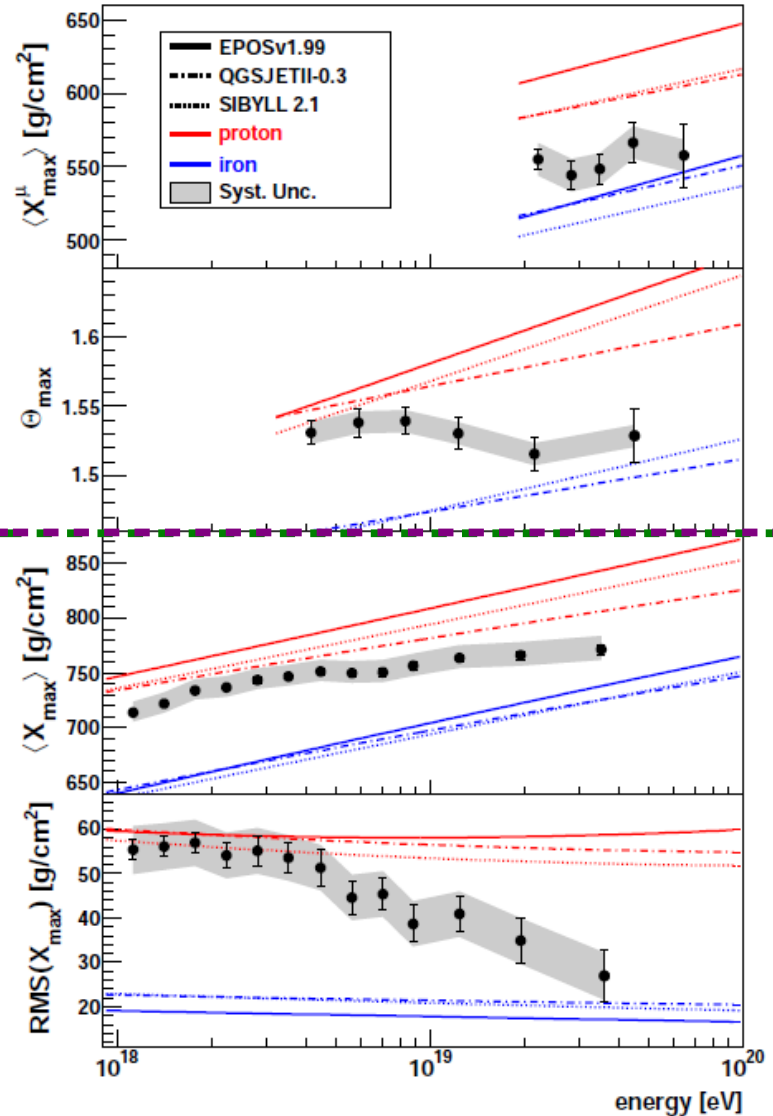 ⟨X^μ_max⟩ [g/cm²]
650
600
550
500
EPOSv1.99
QGSJETII-0.3
SIBYLL 2.1
proton
iron
Syst. Unc.
Θ_max
1.6
1.55
1.5
⟨X_max⟩ [g/cm²]
850
800
750
700
650
RMS(X_max) [g/cm²]
60
50
40
30
20
10^18
10^19
10^20
energy [eV]